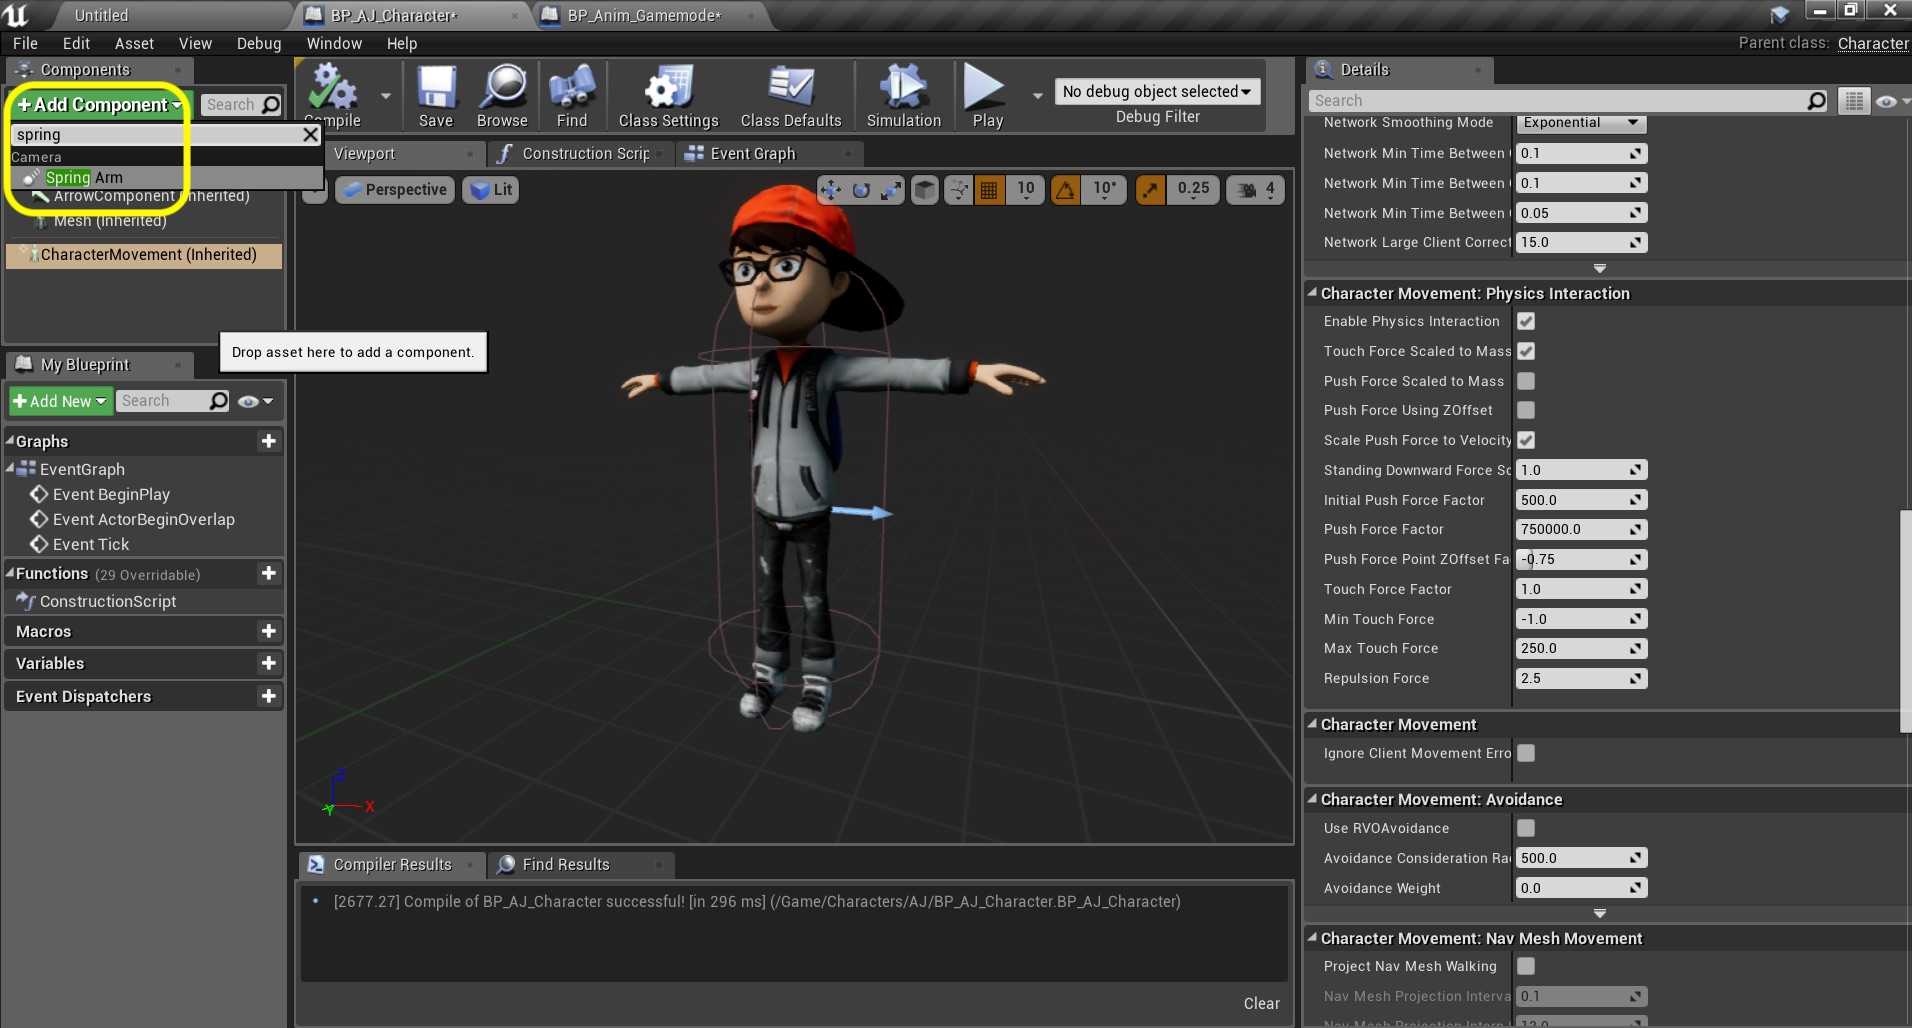 Untitled
BP_AJ_Character*
BP_Anim_Gamemode*
File Edit Asset View Debug Window Help
Parent class: Character
Components
+Add Component
Search
spring
Camera
Spring Arm
ArrowComponent (Inherited)
Mesh (Inherited)
CharacterMovement (Inherited)
Drop asset here to add a component.
My Blueprint
Add New
Search
Graphs
EventGraph
Event BeginPlay
Event ActorBeginOverlap
Event Tick
Functions (29 Overridable)
ConstructionScript
Macros
Variables
Event Dispatchers
Compile
Save
Browse
Find
Class Settings
Class Defaults
Simulation
Play
No debug object selected
Debug Filter
Viewport
Construction Scrip
Event Graph
Perspective
Lit
10
10°
0.25
4
Z
Y
X
Compiler Results
Find Results
[2677.27] Compile of BP_AJ_Character successful! [in 296 ms] (/Game/Characters/AJ/BP_AJ_Character.BP_AJ_Character)
Clear
Details
Search
Network Smoothing Mode Exponential
Network Min Time Between 0.1
Network Min Time Between 0.1
Network Min Time Between 0.05
Network Large Client Correct 15.0
Character Movement: Physics Interaction
Enable Physics Interaction
Touch Force Scaled to Mass
Push Force Scaled to Mass
Push Force Using ZOffset
Scale Push Force to Velocity
Standing Downward Force Sc 1.0
Initial Push Force Factor 500.0
Push Force Factor 750000.0
Push Force Point ZOffset Fa -0.75
Touch Force Factor 1.0
Min Touch Force -1.0
Max Touch Force 250.0
Repulsion Force 2.5
Character Movement
Ignore Client Movement Erro
Character Movement: Avoidance
Use RVOAvoidance
Avoidance Consideration Ra 500.0
Avoidance Weight 0.0
Character Movement: Nav Mesh Movement
Project Nav Mesh Walking
Nav Mesh Projection Interva 0.1